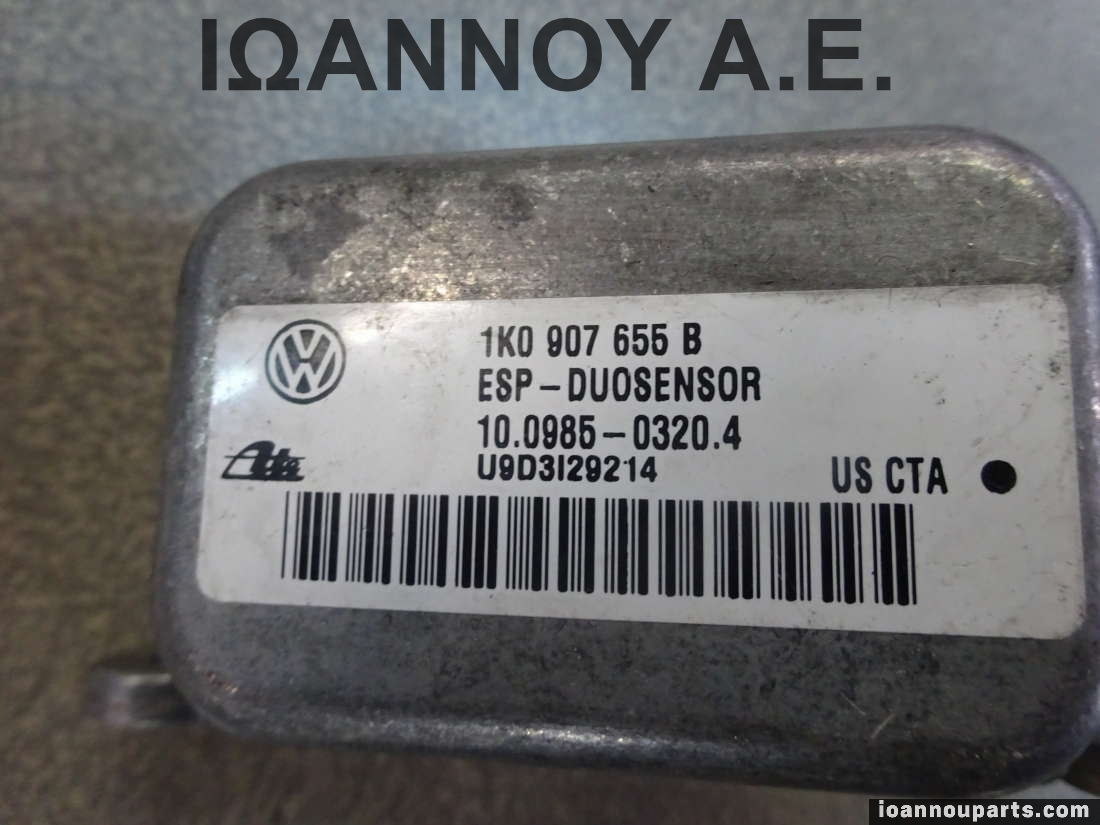 ΙΩΑΝΝΟΥ Α.Ε.
1K0 907 655 B
ESP-DUOSENSOR
10.0985-0320.4
Ate
U9D3I29214
US CTA
ioannouparts.com